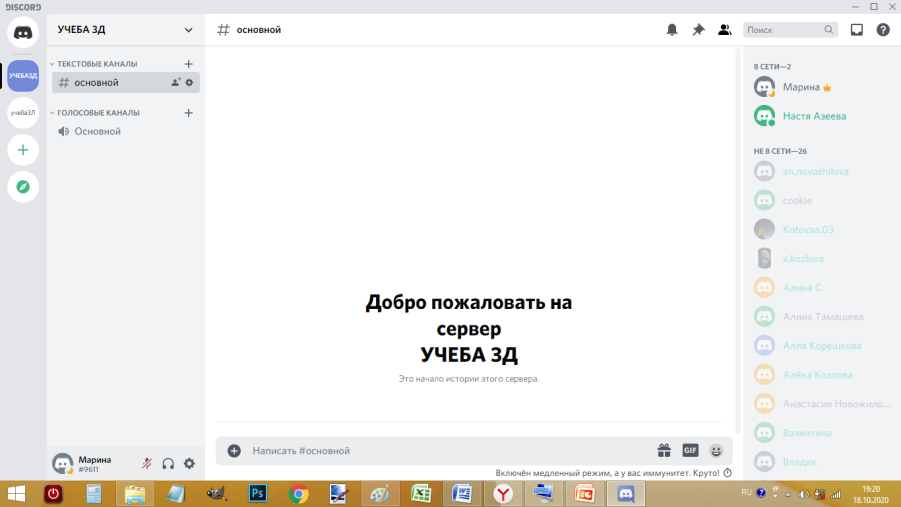 DISCORD
УЧЕБА 3Д
# основной
Поиск
УЧЕБА3Д
учеба3Л
ТЕКСТОВЫЕ КАНАЛЫ
# основной
ГОЛОСОВЫЕ КАНАЛЫ
Основной
Добро пожаловать на
сервер
УЧЕБА 3Д
Это начало истории этого сервера.
Написать #основной
GIF
Включён медленный режим, а у вас иммунитет. Круто!
В СЕТИ—2
Марина
Настя Азеева
НЕ В СЕТИ—26
an.novozhilova
cookie
Kotovaa.03
v.kozlova
Алина С.
Алина Тамашева
Алла Корешкова
Алёна Козлова
Анастасия Новожило...
Валентина
Владик
Марина
#9611
Ps
RU
19:20
18.10.2020